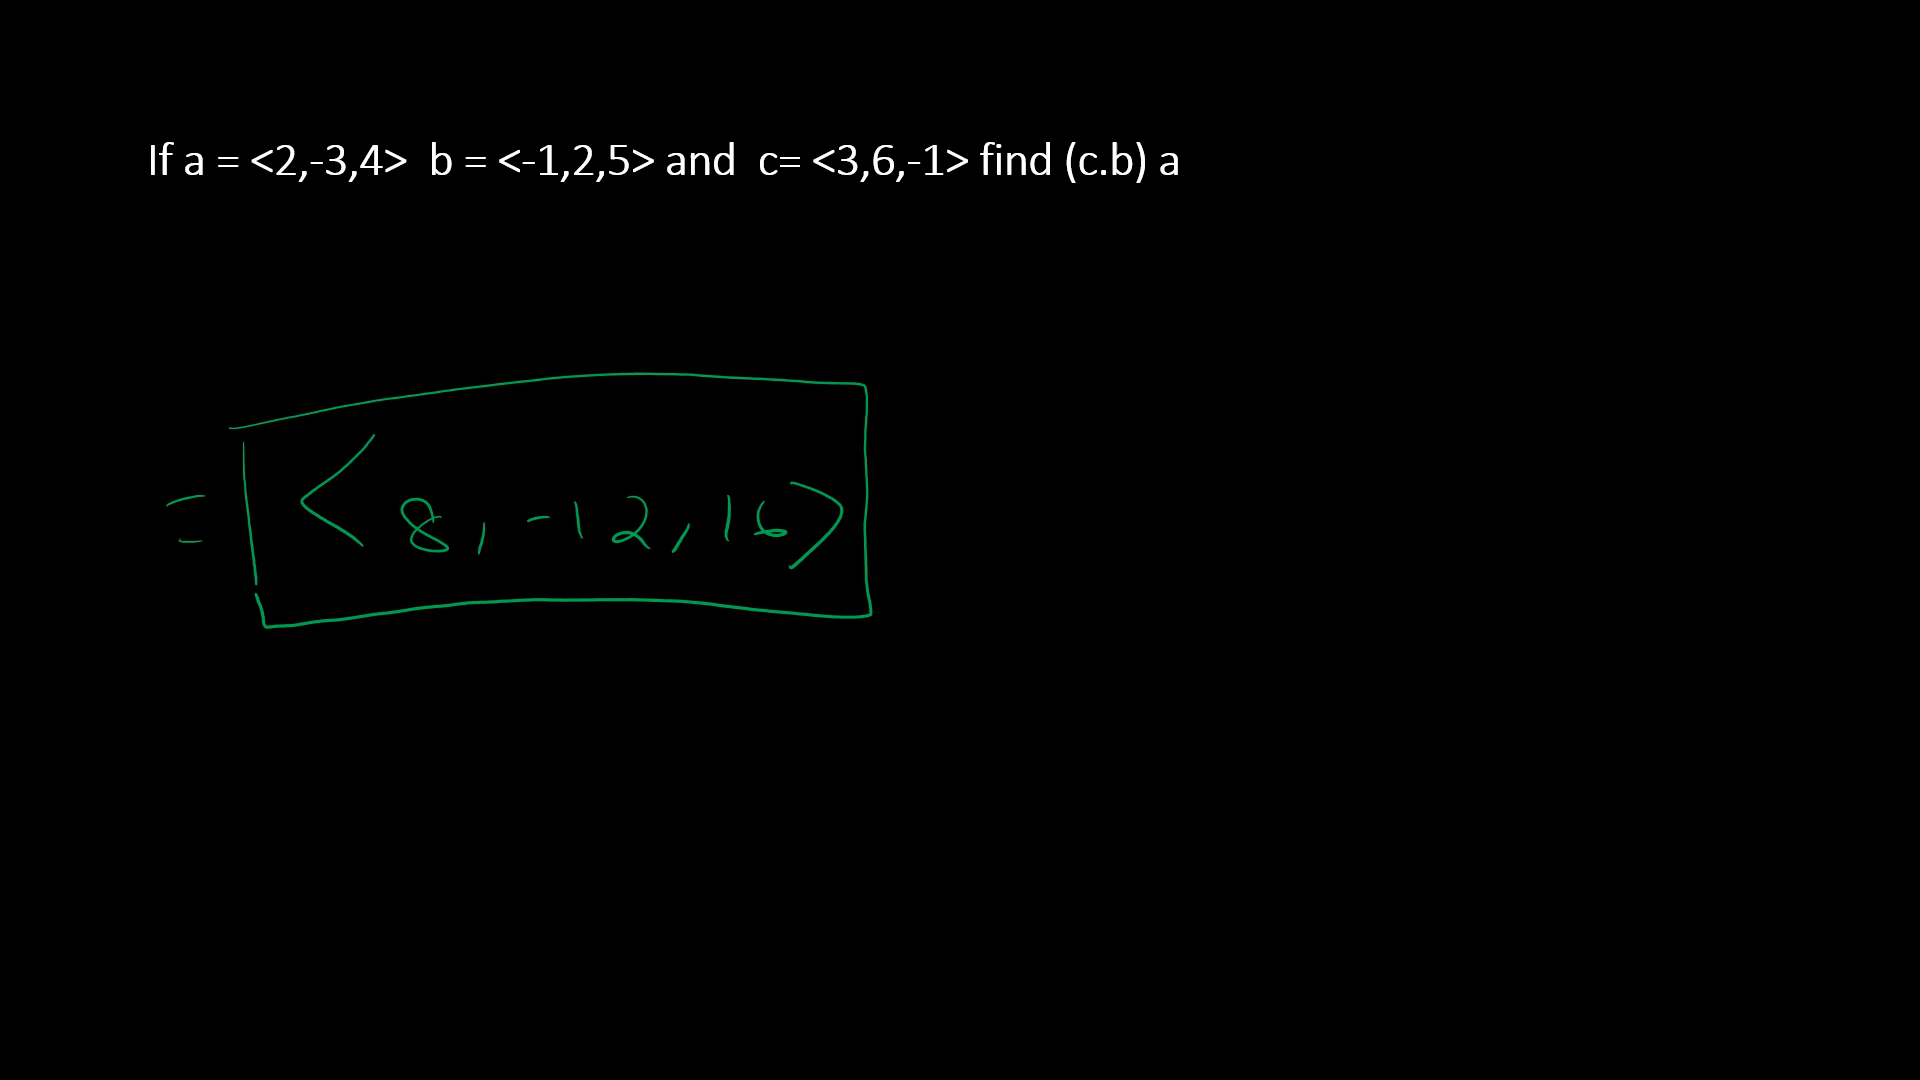 If a = <2,-3,4>  b = <-1,2,5> and  c= <3,6,-1> find (c.b) a
= < 8, -12, 16>